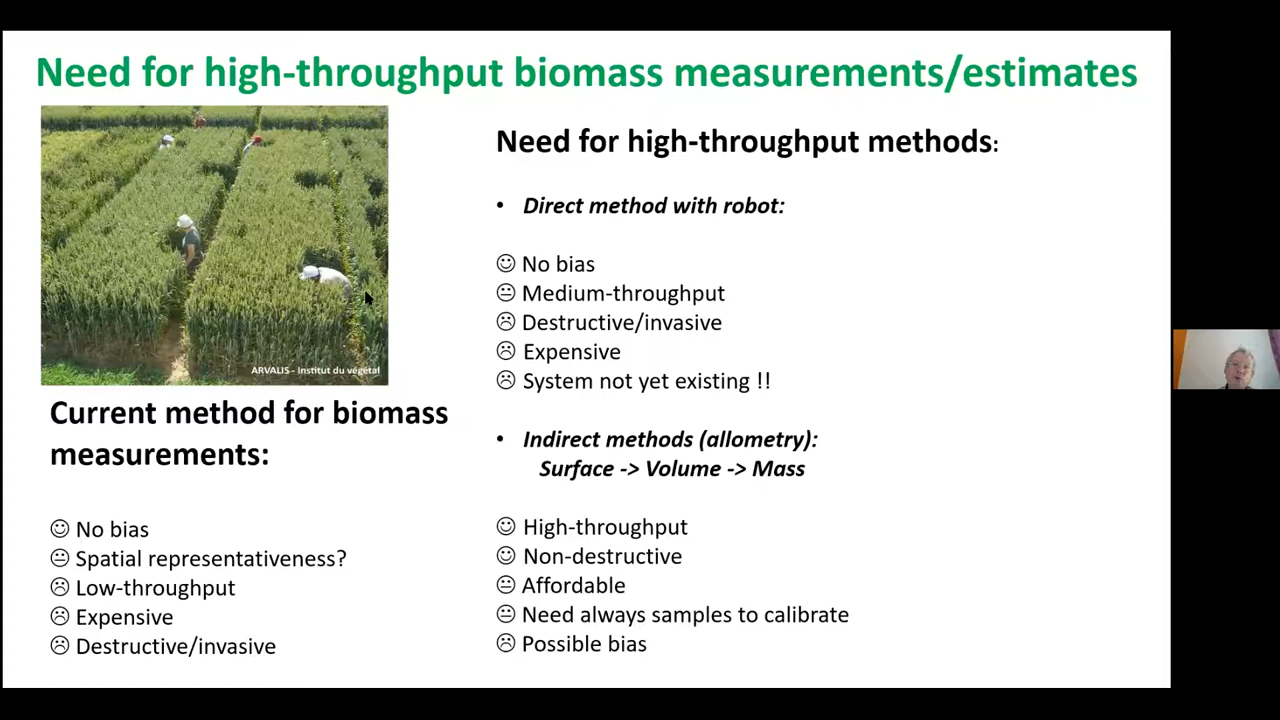 Need for high-throughput biomass measurements/estimates
ARVALIS - Institut du végétal
Current method for biomass
measurements:
☺ No bias
😐 Spatial representativeness?
☹ Low-throughput
☹ Expensive
☹ Destructive/invasive
Need for high-throughput methods:
• Direct method with robot:
☺ No bias
😐 Medium-throughput
☹ Destructive/invasive
☹ Expensive
☹ System not yet existing !!
• Indirect methods (allometry):
Surface -> Volume -> Mass
☺ High-throughput
☺ Non-destructive
😐 Affordable
😐 Need always samples to calibrate
☹ Possible bias